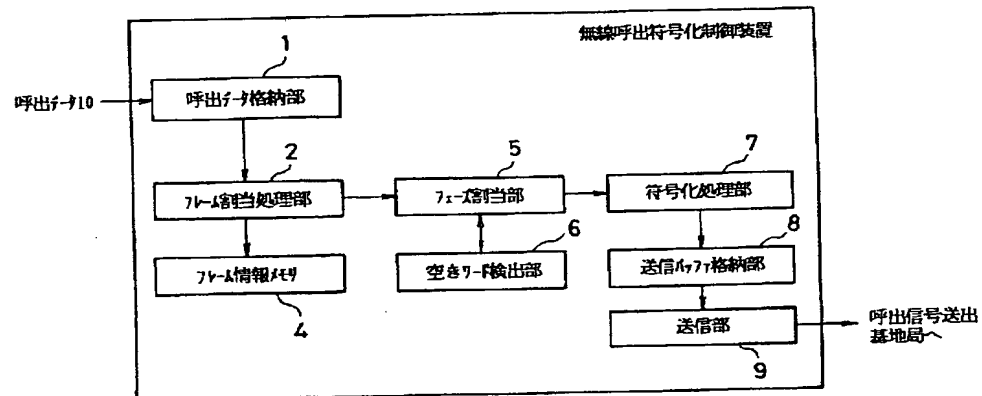 無線呼出符号化制御装置
1
呼出データ10
呼出データ格納部
2
フレーム割当処理部
5
フェーズ割当部
7
符号化処理部
フレーム情報メモリ
4
6
空きワード検出部
8
送信バッファ格納部
送信部
9
呼出信号送出
基地局へ